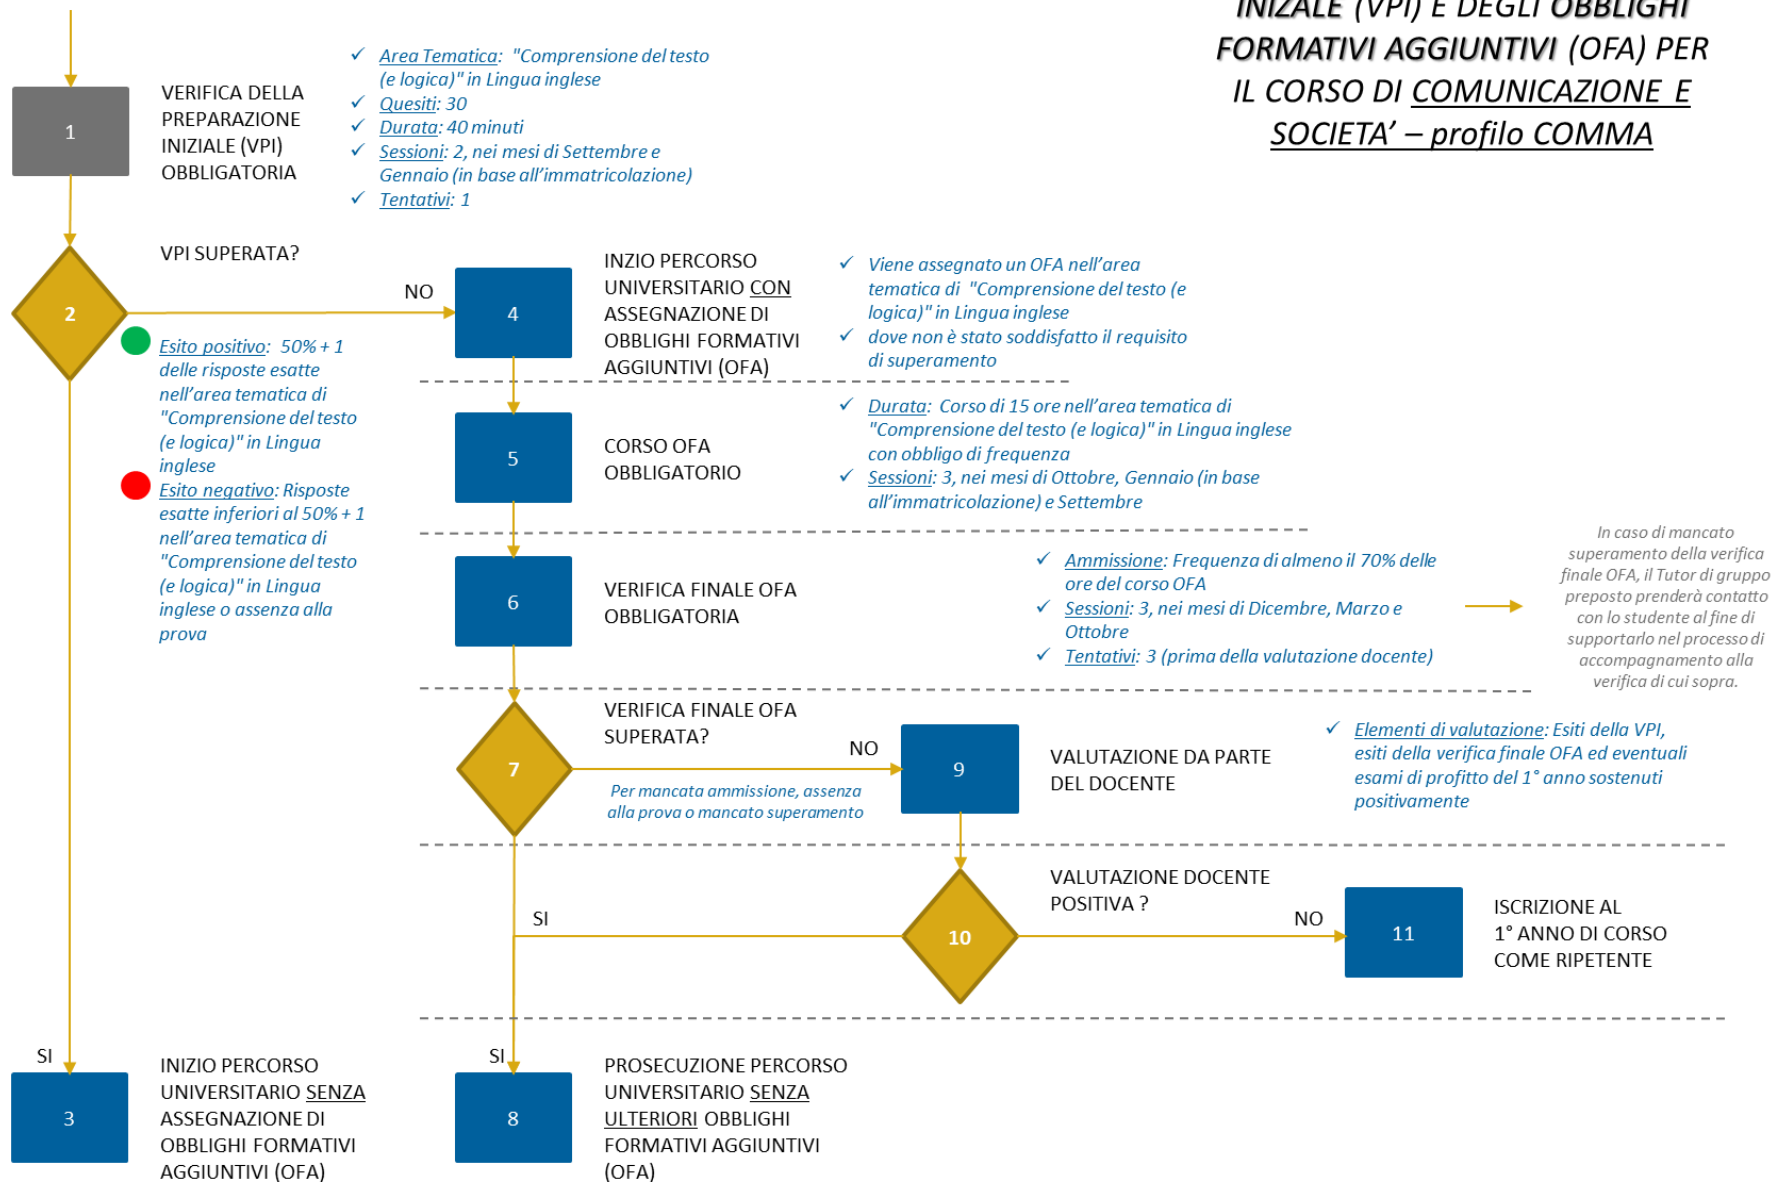 INIZALE (VPI) E DEGLI OBBLIGHI
FORMATIVI AGGIUNTIVI (OFA) PER
IL CORSO DI COMUNICAZIONE E
SOCIETA’ – profilo COMMA
1
VERIFICA DELLA
PREPARAZIONE
INIZIALE (VPI)
OBBLIGATORIA
✓ Area Tematica: "Comprensione del testo
(e logica)" in Lingua inglese
✓ Quesiti: 30
✓ Durata: 40 minuti
✓ Sessioni: 2, nei mesi di Settembre e
Gennaio (in base all’immatricolazione)
✓ Tentativi: 1
2
VPI SUPERATA?
NO
Esito positivo: 50% + 1
delle risposte esatte
nell’area tematica di
"Comprensione del testo
(e logica)" in Lingua
inglese
Esito negativo: Risposte
esatte inferiori al 50% + 1
nell’area tematica di
"Comprensione del testo
(e logica)" in Lingua
inglese o assenza alla
prova
4
INZIO PERCORSO
UNIVERSITARIO CON
ASSEGNAZIONE DI
OBBLIGHI FORMATIVI
AGGIUNTIVI (OFA)
✓ Viene assegnato un OFA nell’area
tematica di "Comprensione del testo (e
logica)" in Lingua inglese
✓ dove non è stato soddisfatto il requisito
di superamento
5
CORSO OFA
OBBLIGATORIO
✓ Durata: Corso di 15 ore nell’area tematica di
"Comprensione del testo (e logica)" in Lingua inglese
con obbligo di frequenza
✓ Sessioni: 3, nei mesi di Ottobre, Gennaio (in base
all’immatricolazione) e Settembre
6
VERIFICA FINALE OFA
OBBLIGATORIA
✓ Ammissione: Frequenza di almeno il 70% delle
ore del corso OFA
✓ Sessioni: 3, nei mesi di Dicembre, Marzo e
Ottobre
✓ Tentativi: 3 (prima della valutazione docente)
In caso di mancato
superamento della verifica
finale OFA, il Tutor di gruppo
preposto prenderà contatto
con lo studente al fine di
supportarlo nel processo di
accompagnamento alla
verifica di cui sopra.
7
VERIFICA FINALE OFA
SUPERATA?
NO
Per mancata ammissione, assenza
alla prova o mancato superamento
9
VALUTAZIONE DA PARTE
DEL DOCENTE
✓ Elementi di valutazione: Esiti della VPI,
esiti della verifica finale OFA ed eventuali
esami di profitto del 1° anno sostenuti
positivamente
10
VALUTAZIONE DOCENTE
POSITIVA ?
SI
NO
11
ISCRIZIONE AL
1° ANNO DI CORSO
COME RIPETENTE
SI
3
INIZIO PERCORSO
UNIVERSITARIO SENZA
ASSEGNAZIONE DI
OBBLIGHI FORMATIVI
AGGIUNTIVI (OFA)
SI
8
PROSECUZIONE PERCORSO
UNIVERSITARIO SENZA
ULTERIORI OBBLIGHI
FORMATIVI AGGIUNTIVI
(OFA)